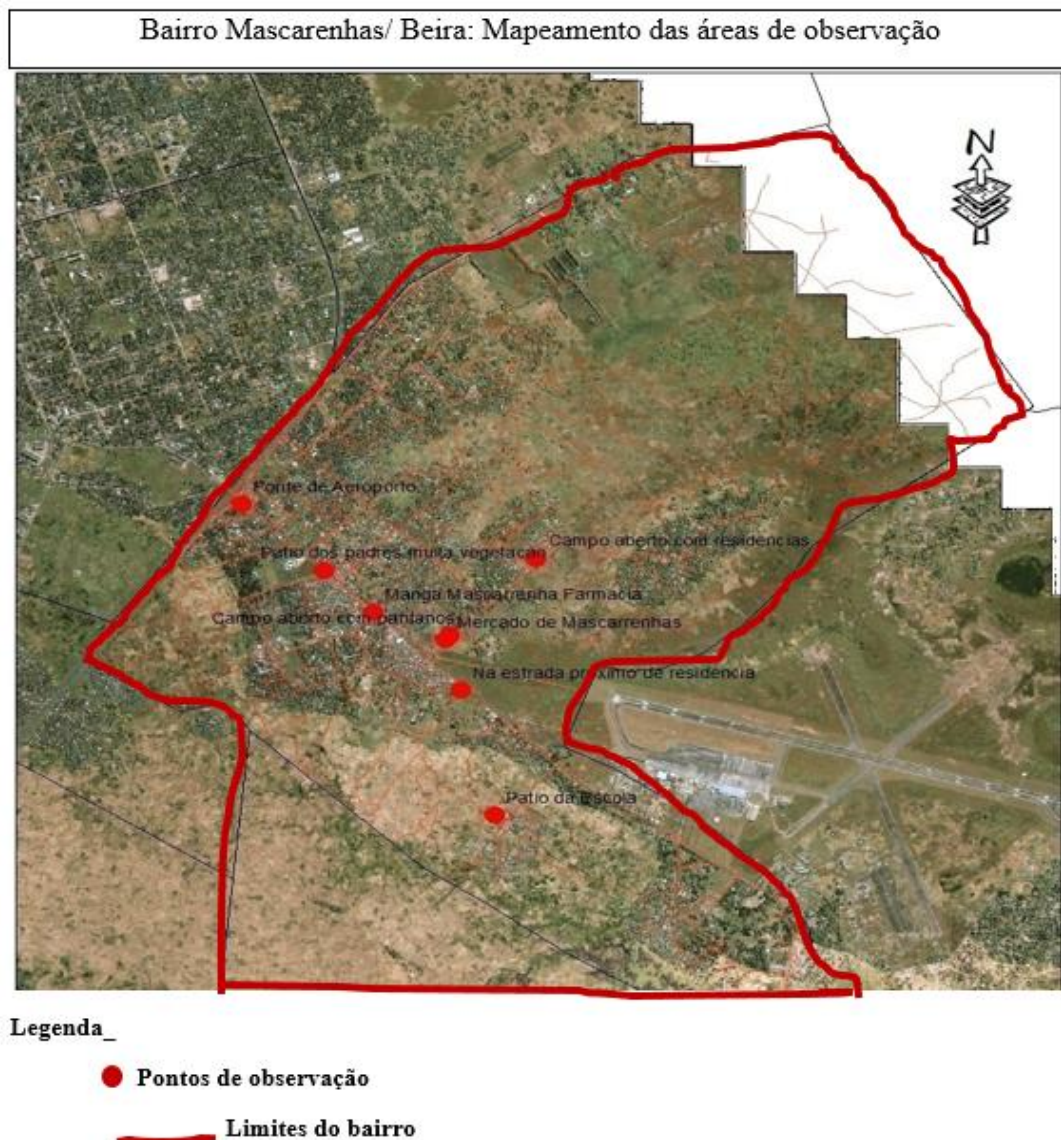 Bairro Mascarenhas/ Beira: Mapeamento das áreas de observação
N
Ponte de Aeroporto
Campo aberto com residencias
Patio dos padres muita vegetacao
Manga Mascarrenha Farmacia
Campo aberto com pantanos
Mercado de Mascarrenhas
Na estrada proximo de residencia
Patio da Escola
Legenda_
Pontos de observação
Limites do bairro